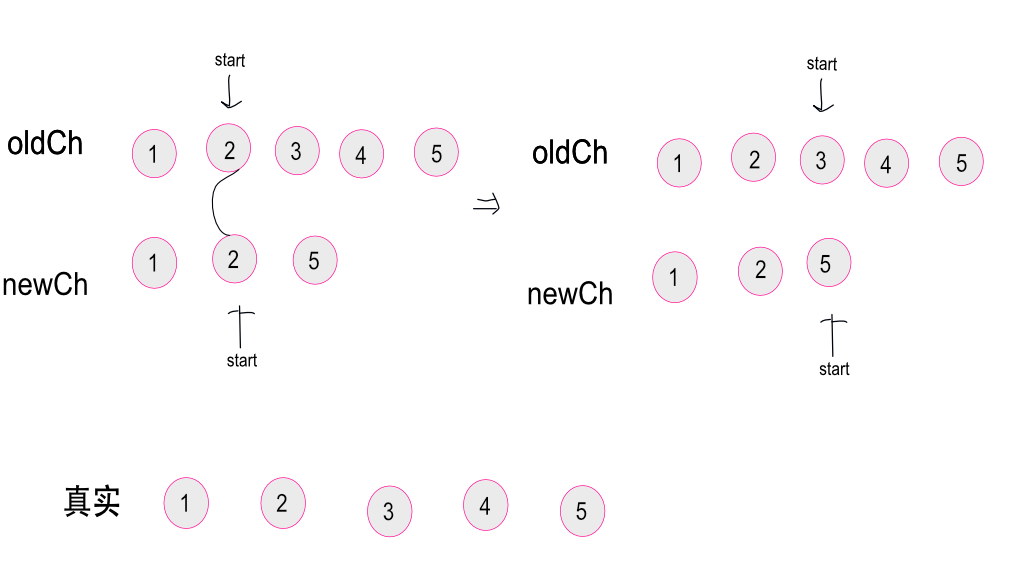 start
oldCh 1 2 3 4 5
newCh 1 2 5
start
start
oldCh 1 2 3 4 5
newCh 1 2 5
start
真实 1 2 3 4 5